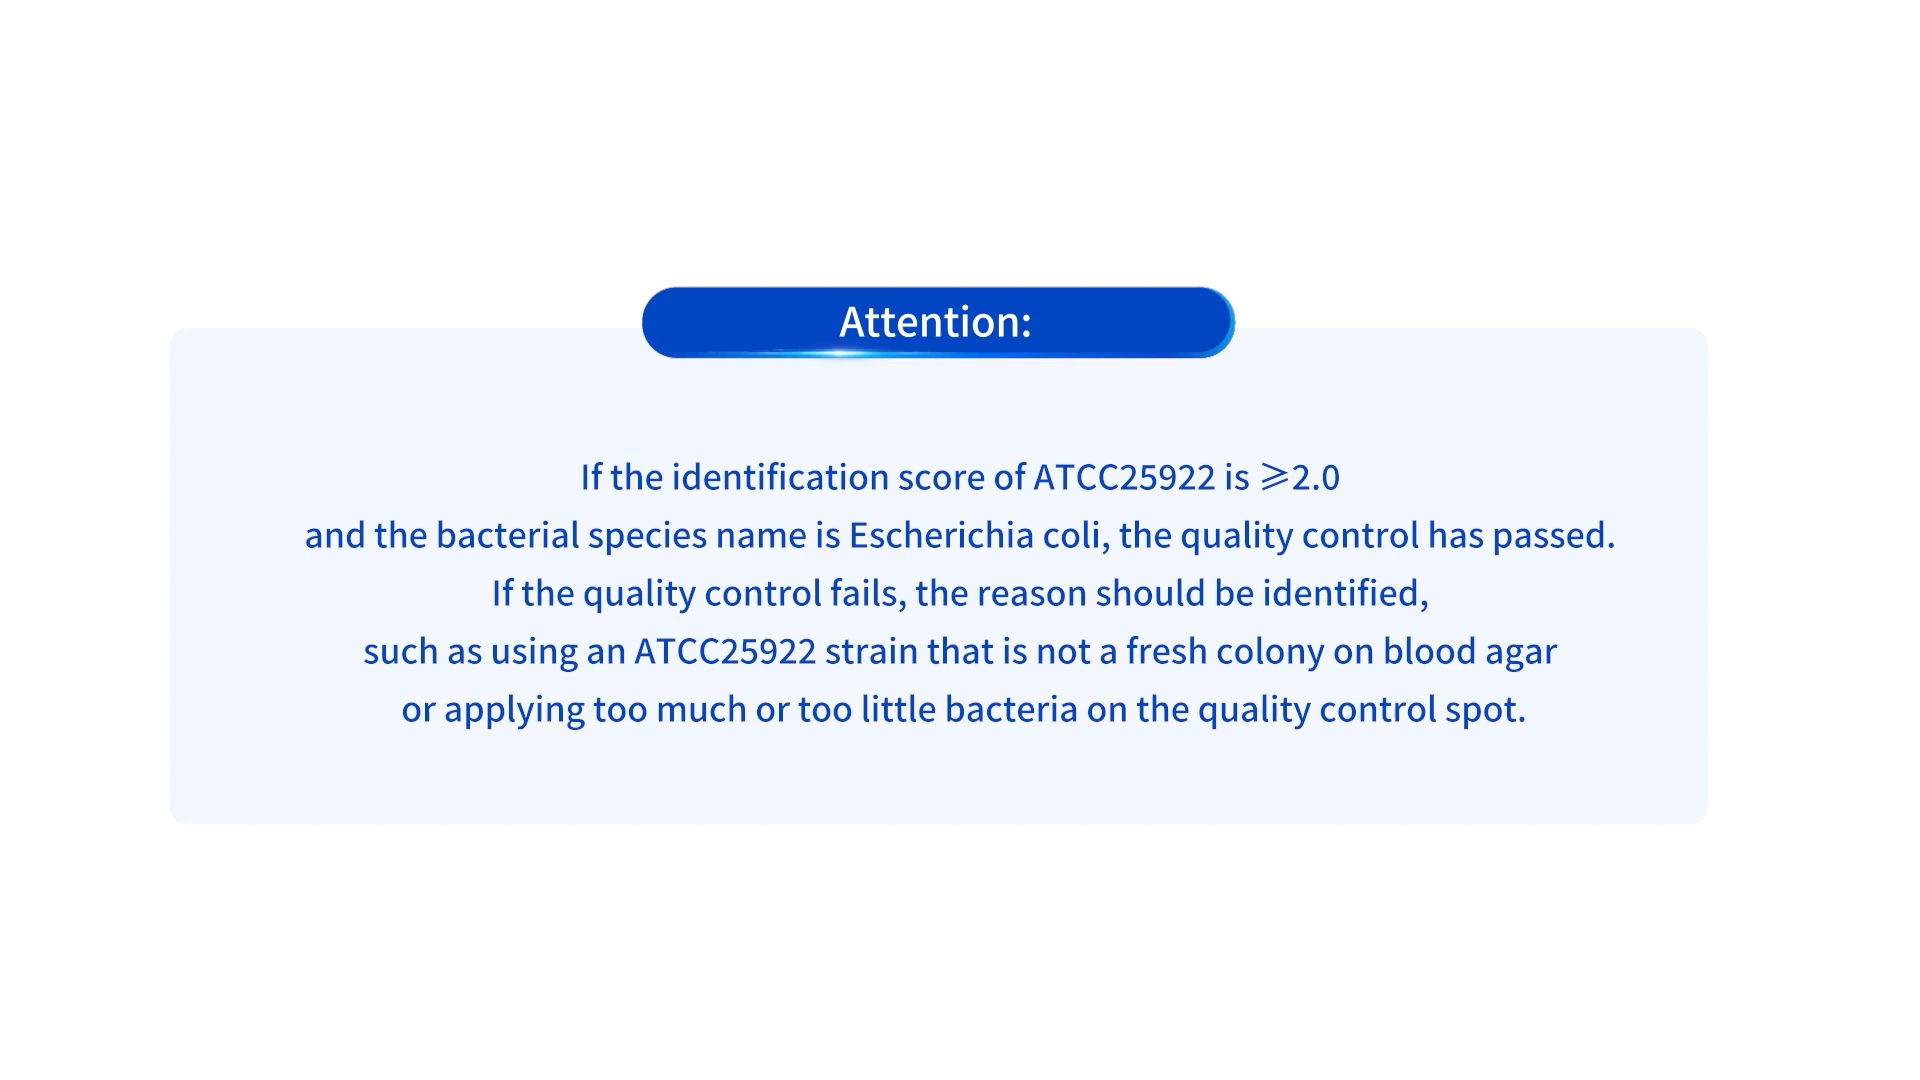 Attention:
If the identification score of ATCC25922 is ⩾2.0
and the bacterial species name is Escherichia coli, the quality control has passed.
If the quality control fails, the reason should be identified,
such as using an ATCC25922 strain that is not a fresh colony on blood agar
or applying too much or too little bacteria on the quality control spot.